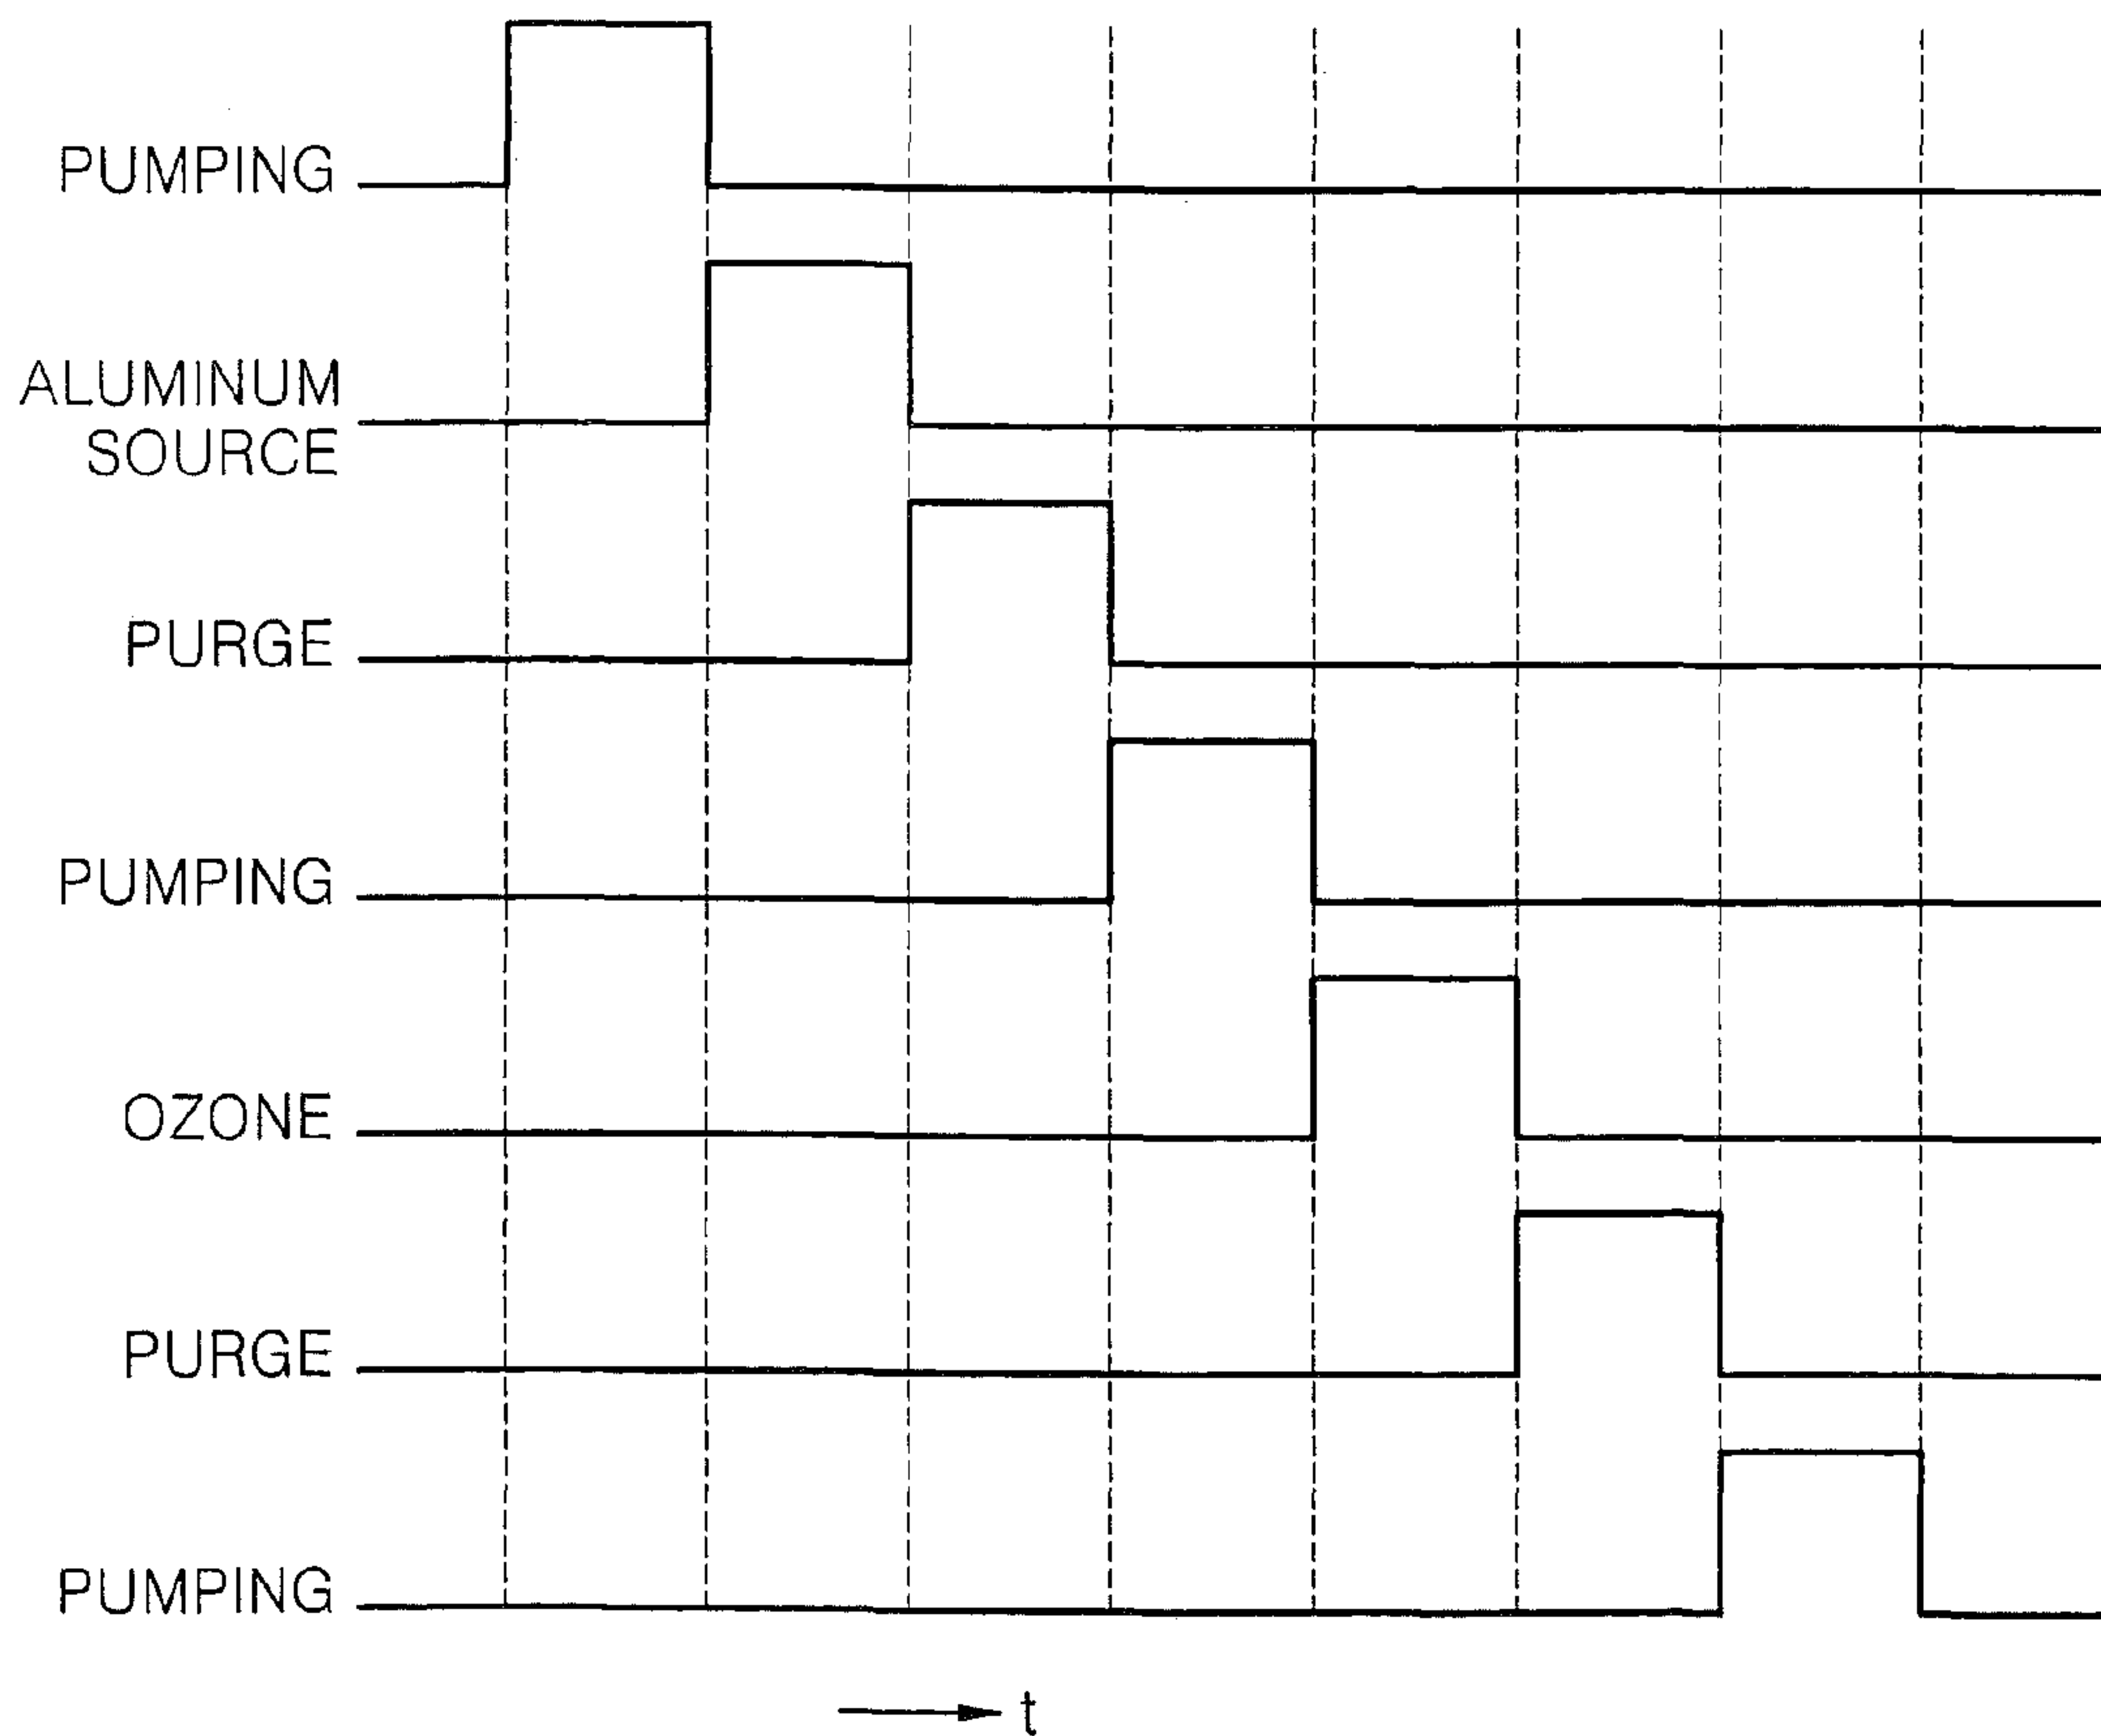 PUMPING
ALUMINUM
SOURCE
PURGE
PUMPING
OZONE
PURGE
PUMPING
t